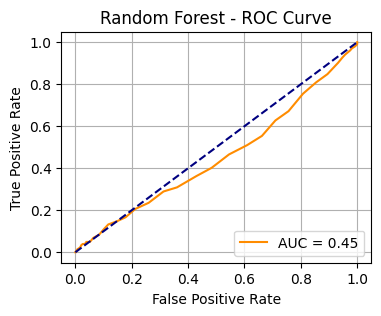 Random Forest - ROC Curve
True Positive Rate
1.0
0.8
0.6
0.4
0.2
0.0
AUC = 0.45
0.0 0.2 0.4 0.6 0.8 1.0
False Positive Rate